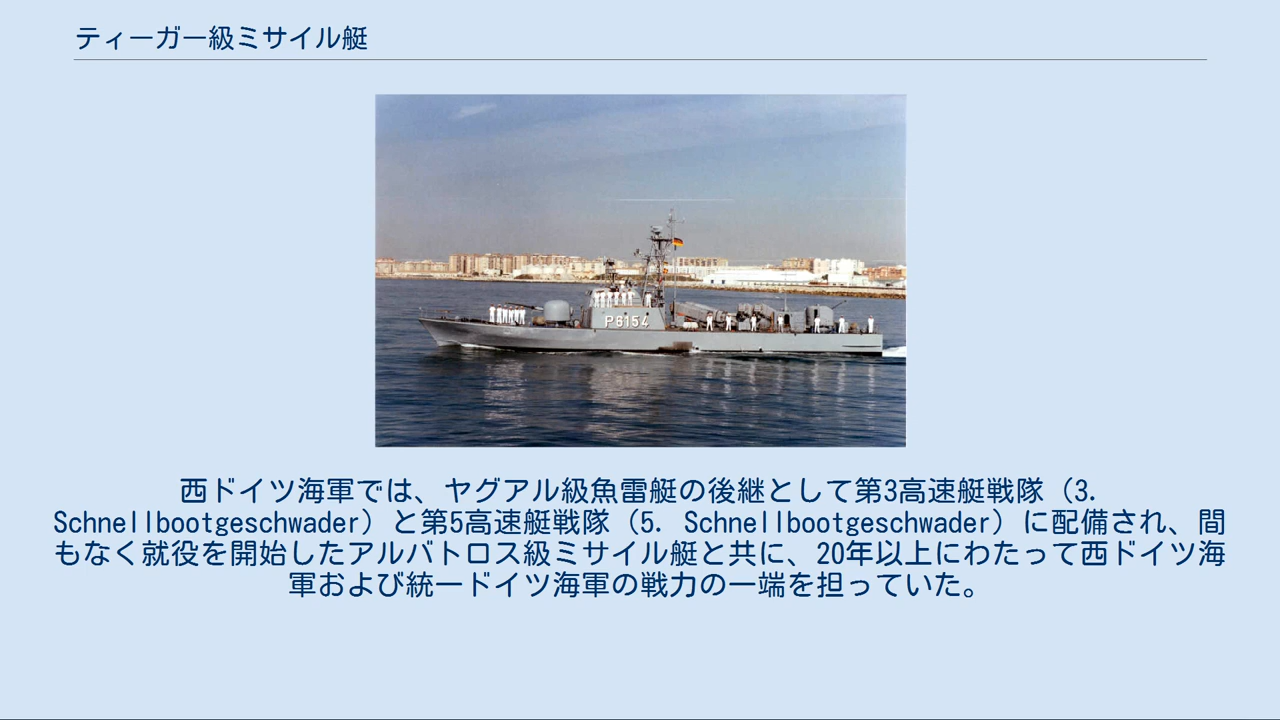 ティーガー級ミサイル艇
P6154
西ドイツ海軍では、ヤグアル級魚雷艇の後継として第3高速艇戦隊（3.
Schnellbootgeschwader）と第5高速艇戦隊（5. Schnellbootgeschwader）に配備され、間
もなく就役を開始したアルバトロス級ミサイル艇と共に、20年以上にわたって西ドイツ海
軍および統一ドイツ海軍の戦力の一端を担っていた。